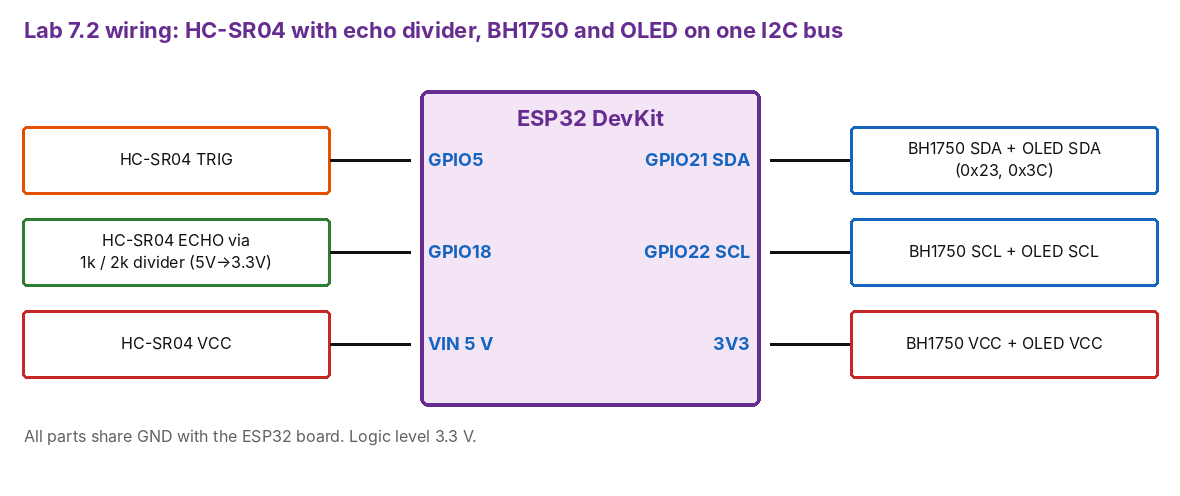 Lab 7.2 wiring: HC-SR04 with echo divider, BH1750 and OLED on one I2C bus
ESP32 DevKit
HC-SR04 TRIG
GPIO5
GPIO21 SDA
BH1750 SDA + OLED SDA
(0x23, 0x3C)
HC-SR04 ECHO via
1k / 2k divider (5V→3.3V)
GPIO18
GPIO22 SCL
BH1750 SCL + OLED SCL
HC-SR04 VCC
VIN 5 V
3V3
BH1750 VCC + OLED VCC
All parts share GND with the ESP32 board. Logic level 3.3 V.